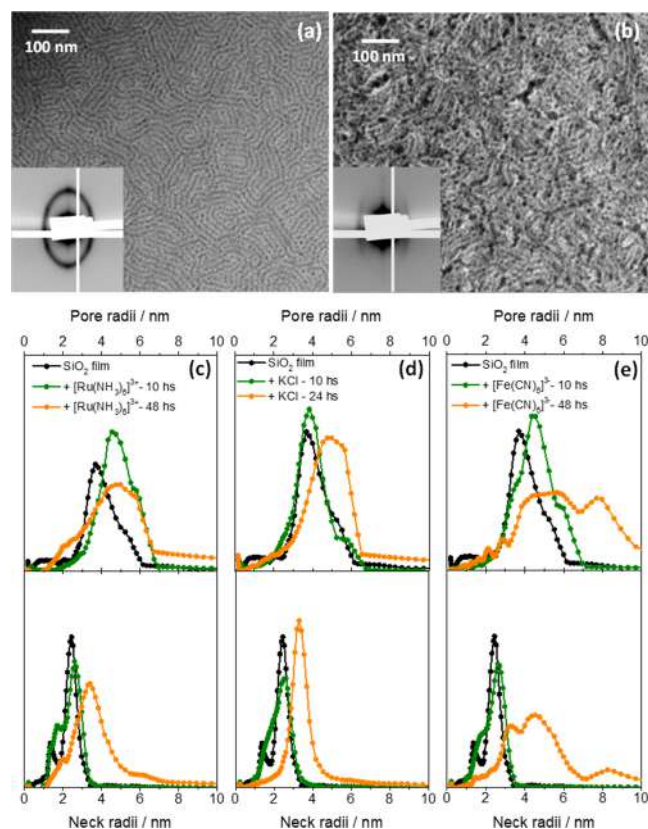 100 nm (a)
100 nm (b)
Pore radii / nm Pore radii / nm Pore radii / nm
0 2 4 6 8 10 0 2 4 6 8 10 0 2 4 6 8 10
SiO₂ film (c)
+ [Ru(NH₃)₆]³⁺- 10 hs
+ [Ru(NH₃)₆]³⁺- 48 hs
SiO₂ film (d)
+ KCl - 10 hs
+ KCl - 24 hs
SiO₂ film (e)
+ [Fe(CN)₆]³⁻- 10 hs
+ [Fe(CN)₆]³⁻- 48 hs
0 2 4 6 8 10 0 2 4 6 8 10 0 2 4 6 8 10
Neck radii / nm Neck radii / nm Neck radii / nm